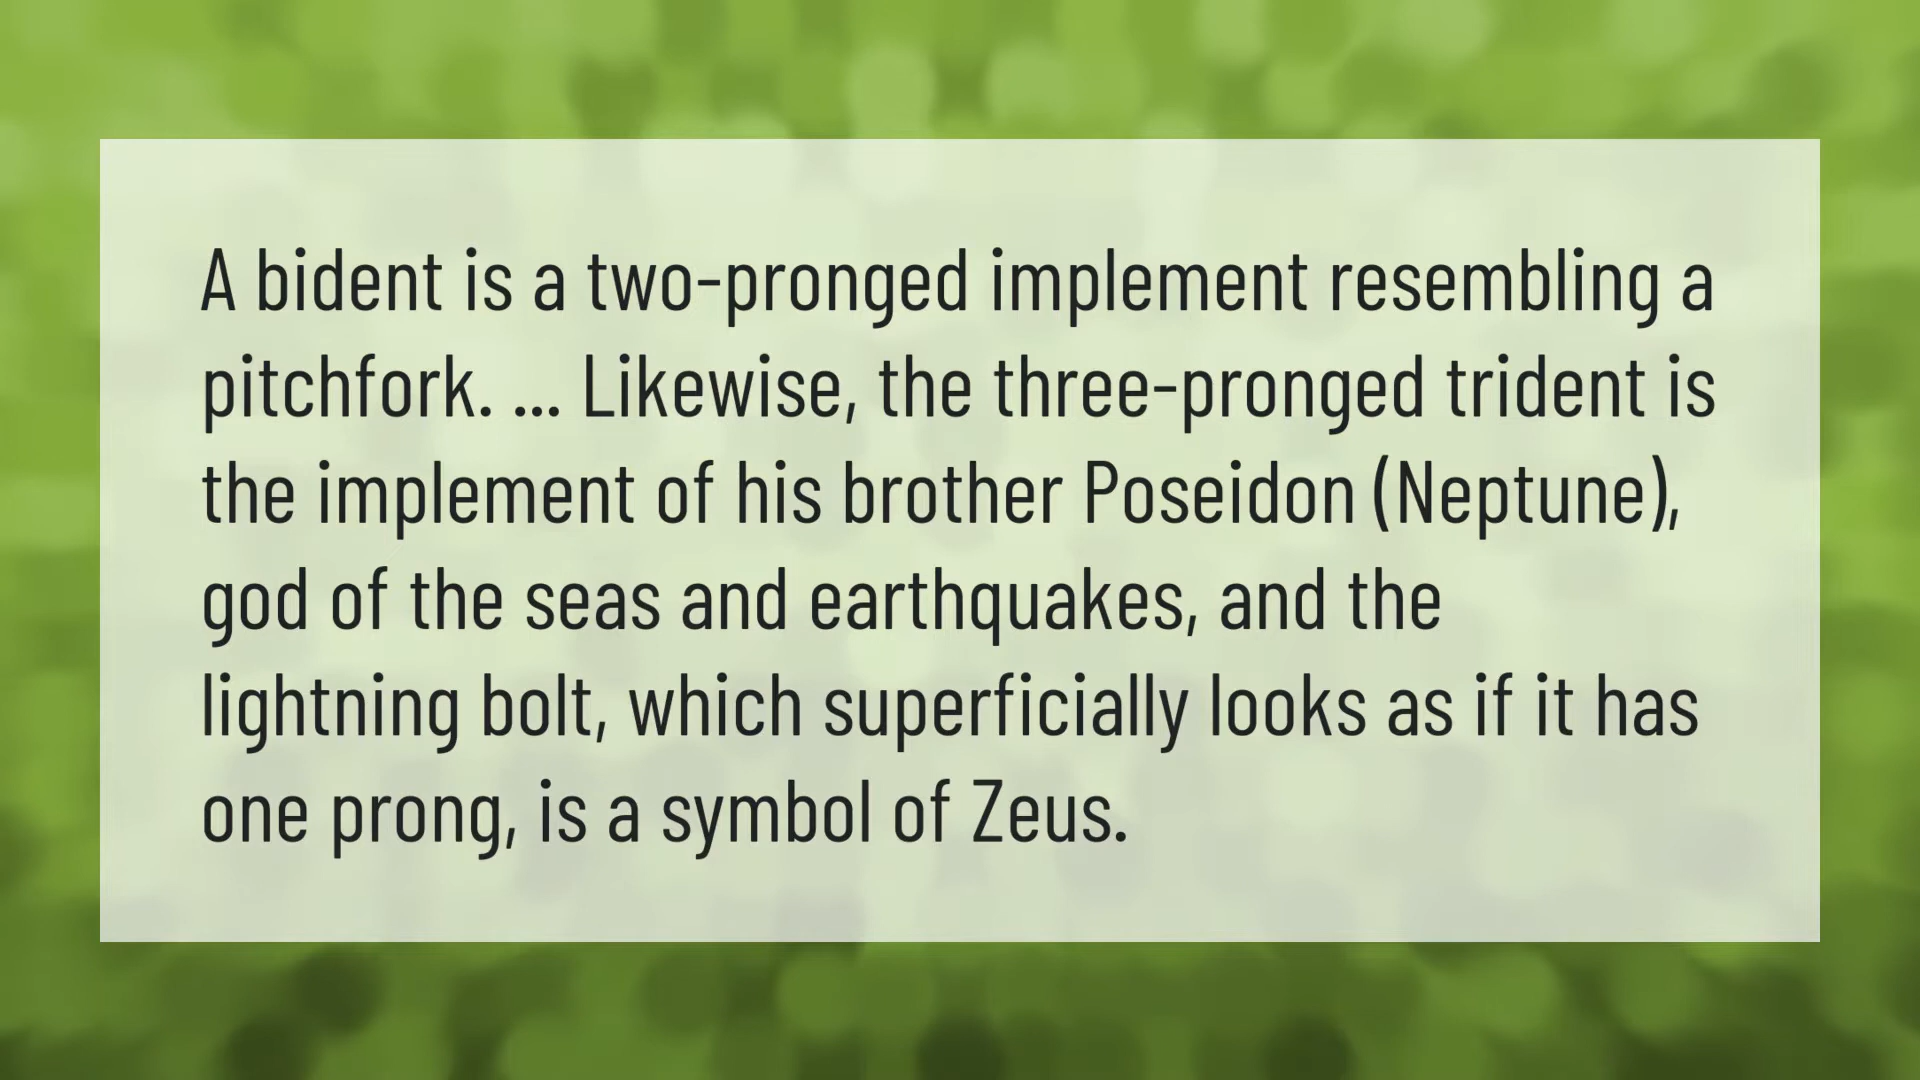 A bident is a two-pronged implement resembling a
pitchfork. ... Likewise, the three-pronged trident is
the implement of his brother Poseidon (Neptune),
god of the seas and earthquakes, and the
lightning bolt, which superficially looks as if it has
one prong, is a symbol of Zeus.